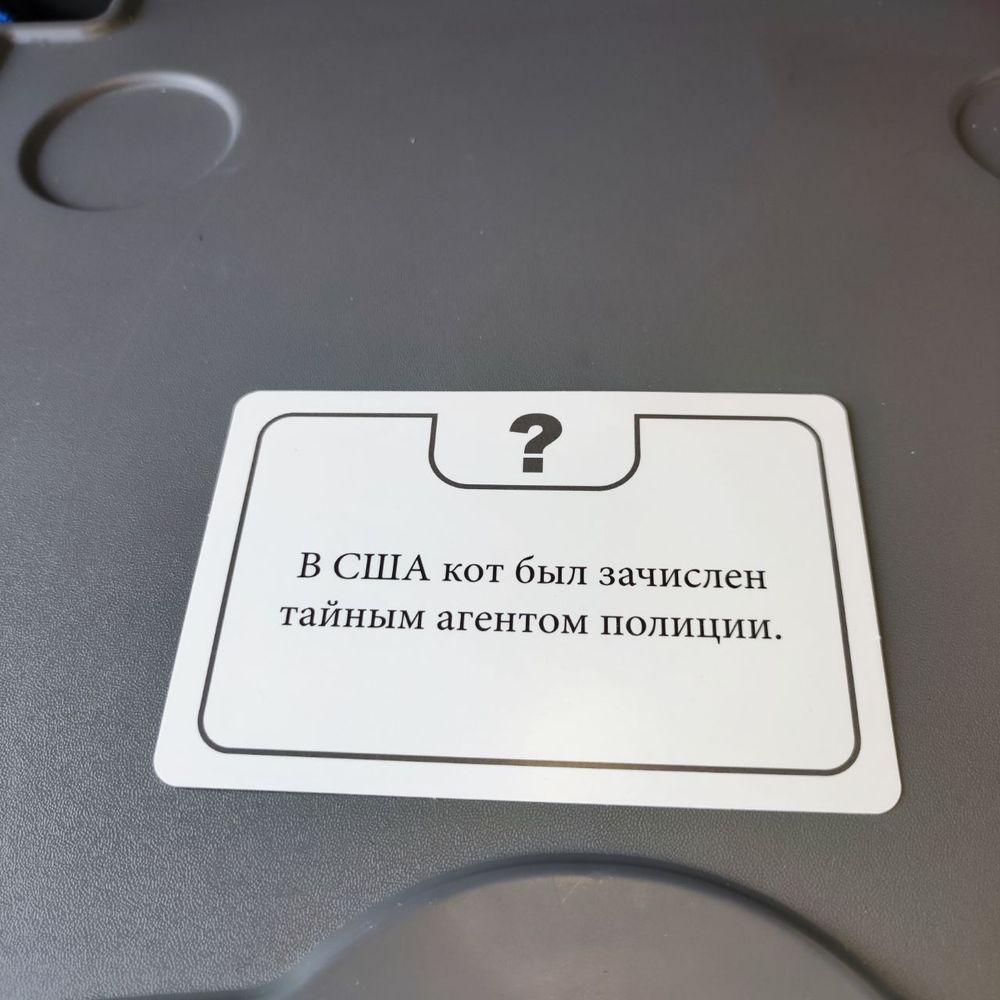 ?
В США кот был зачислен
тайным агентом полиции.